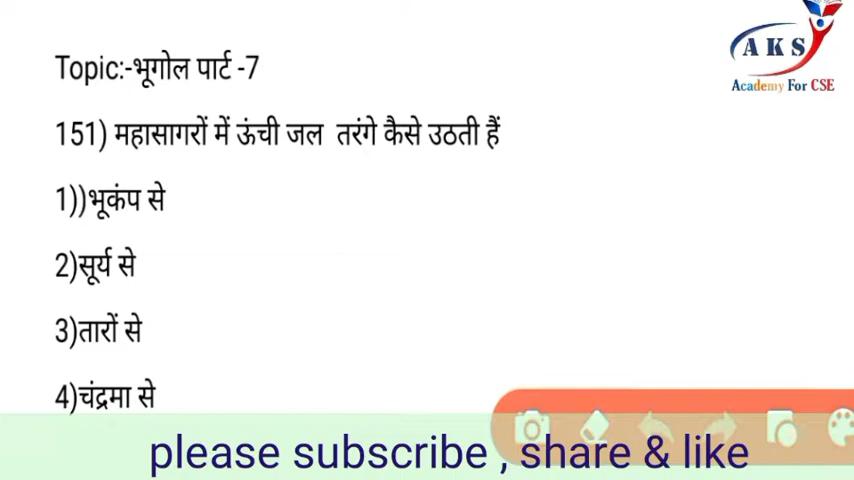 AKS
Academy For CSE
Topic:-भूगोल पार्ट -7
151) महासागरों में ऊंची जल तरंगे कैसे उठती हैं
1))भूकंप से
2)सूर्य से
3)तारों से
4)चंद्रमा से
please subscribe , share & like